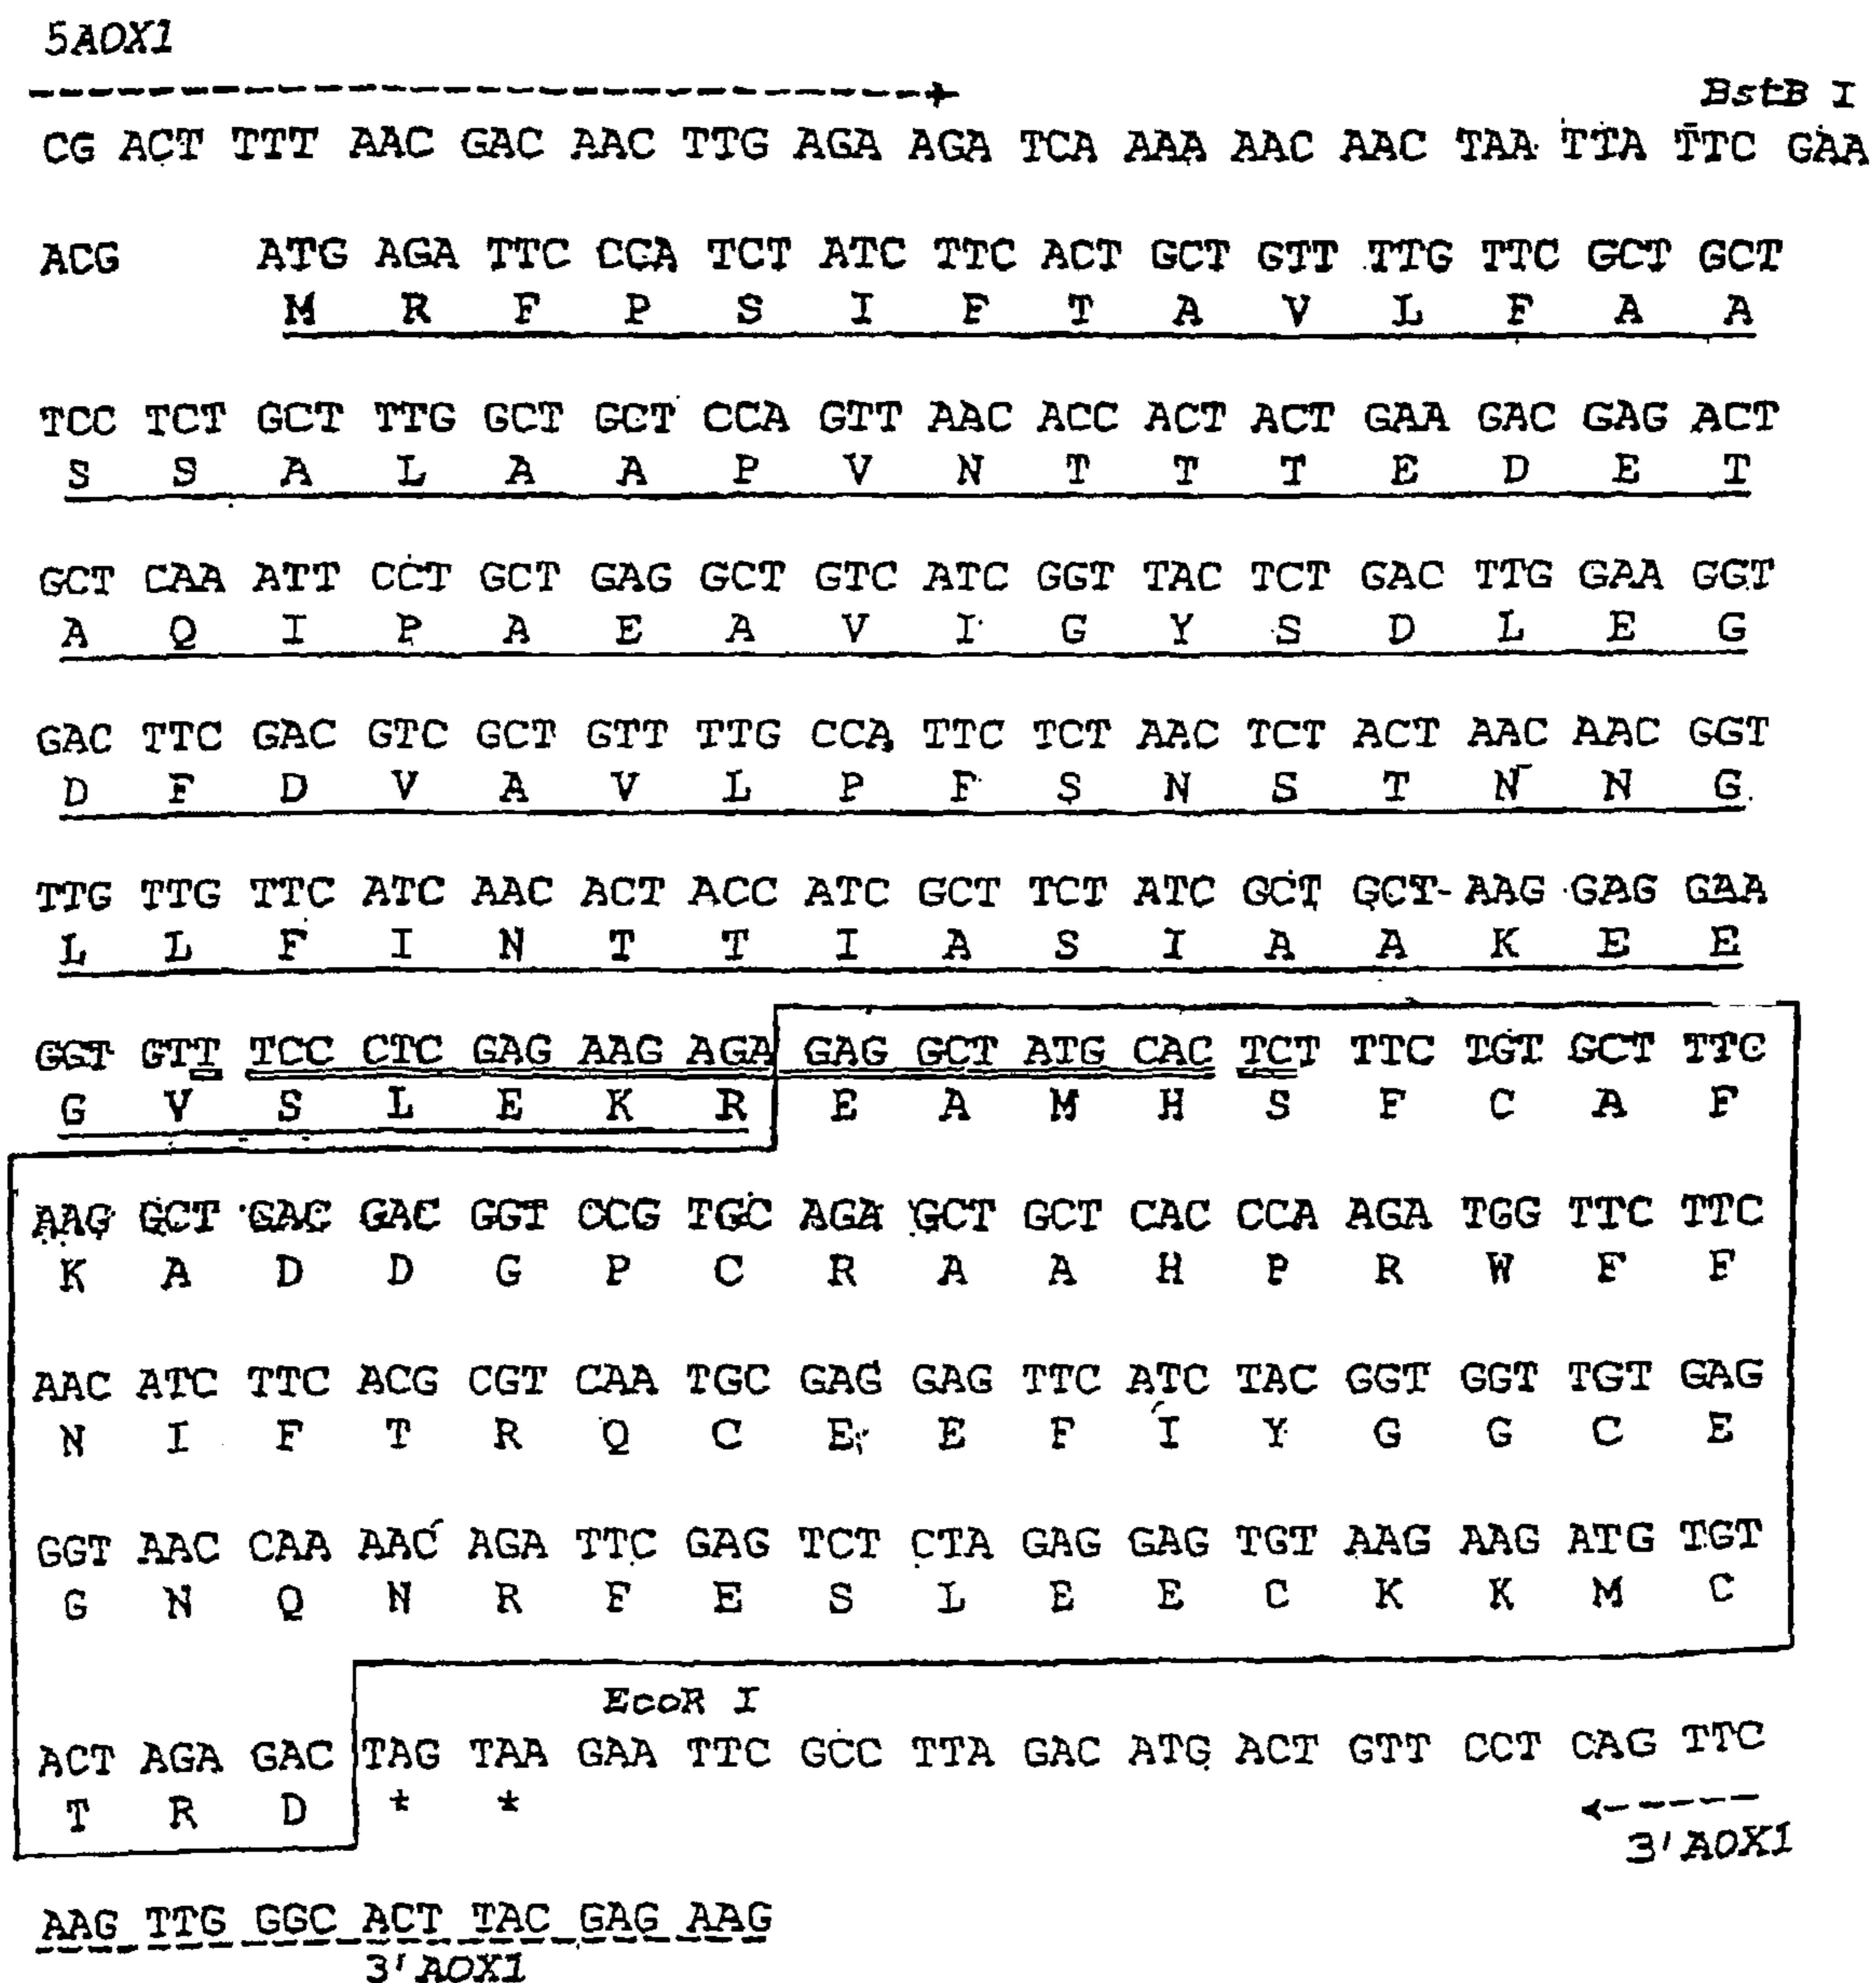 5AOX1
BstB I
CG ACT TTT AAC GAC AAC TTG AGA AGA TCA AAA AAC AAC TAA TTA TTC GAA
ACG ATG AGA TTC CCA TCT ATC TTC ACT GCT GTT TTG TTC GCT GCT
M R F P S I F T A V L F A A
TCC TCT GCT TTG GCT GCT CCA GTT AAC ACC ACT ACT GAA GAC GAG ACT
S S A L A A P V N T T T E D E T
GCT CAA ATT CCT GCT GAG GCT GTC ATC GGT TAC TCT GAC TTG GAA GGT
A Q I P A E A V I G Y S D L E G
GAC TTC GAC GTC GCT GTT TTG CCA TTC TCT AAC TCT ACT AAC AAC GGT
D F D V A V L P F S N S T N N G
TTG TTG TTC ATC AAC ACT ACC ATC GCT TCT ATC GCT GCT AAG GAG GAA
L L F I N T T I A S I A A K E E
GGT GTT TCC CTC GAG AAG AGA GAG GCT ATG CAC TCT TTC TGT GCT TTC
G V S L E K R E A M H S F C A F
AAG GCT GAC GAC GGT CCG TGC AGA GCT GCT CAC CCA AGA TGG TTC TTC
K A D D G P C R A A H P R W F F
AAC ATC TTC ACG CGT CAA TGC GAG GAG TTC ATC TAC GGT GGT TGT GAG
N I F T R Q C E E F I Y G G C E
GGT AAC CAA AAC AGA TTC GAG TCT CTA GAG GAG TGT AAG AAG ATG TGT
G N Q N R F E S L E E C K K M C
EcoR I
ACT AGA GAC TAG TAA GAA TTC GCC TTA GAC ATG ACT GTT CCT CAG TTC
T R D * *
3'AOX1
AAG TTG GGC ACT TAC GAG AAG
3'AOX1